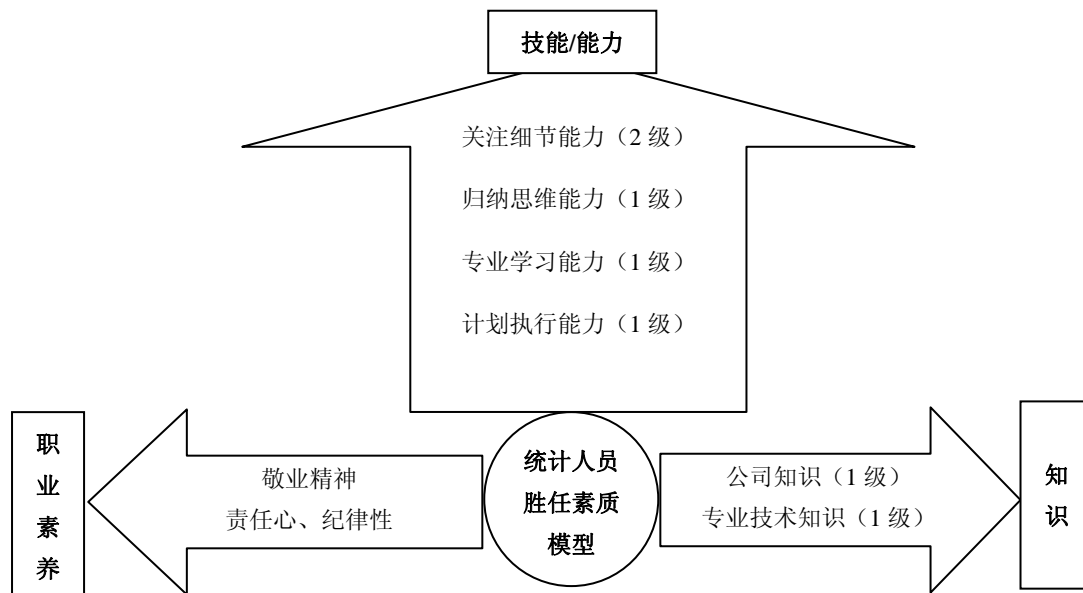 技能/能力
关注细节能力（2 级）
归纳思维能力（1 级）
专业学习能力（1 级）
计划执行能力（1 级）
职业素养
敬业精神
责任心、纪律性
统计人员
胜任素质
模型
公司知识（1 级）
专业技术知识（1 级）
知识